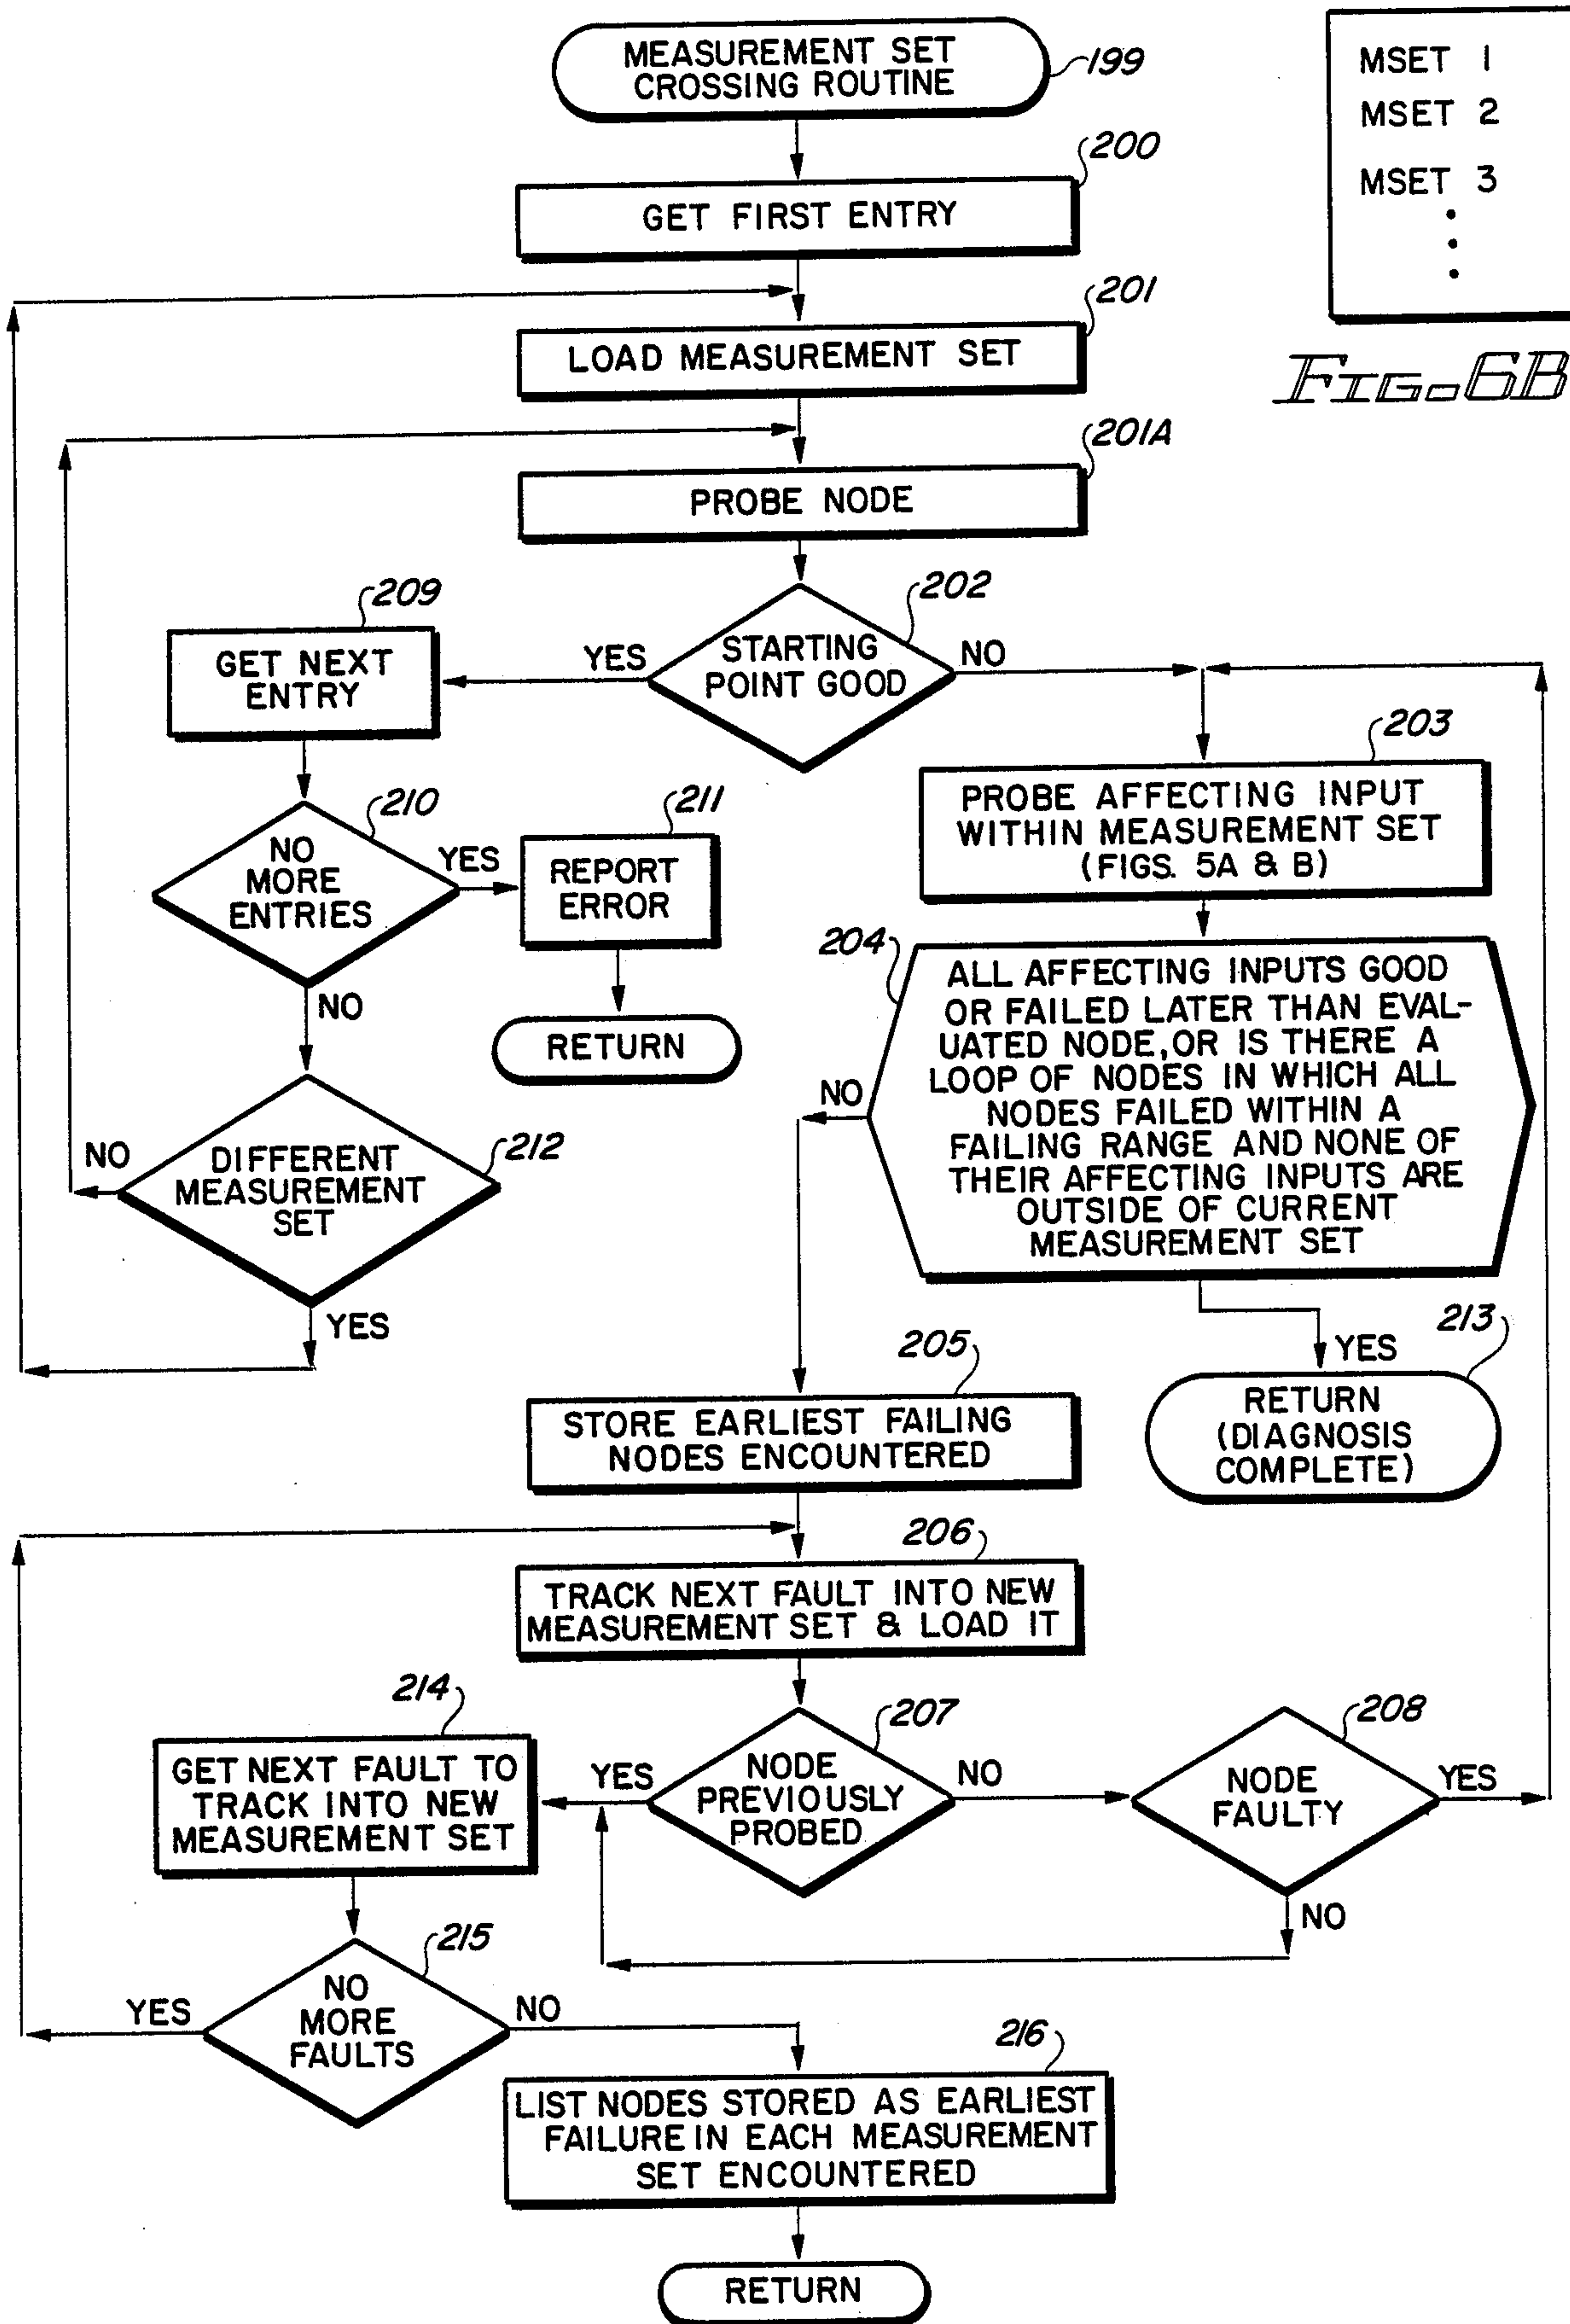 MEASUREMENT SET
CROSSING ROUTINE
199
MSET 1
MSET 2
MSET 3
FIG. 6B
200
GET FIRST ENTRY
201
LOAD MEASUREMENT SET
201A
PROBE NODE
202
STARTING
POINT GOOD
YES
NO
209
GET NEXT
ENTRY
203
PROBE AFFECTING INPUT
WITHIN MEASUREMENT SET
(FIGS. 5A & B)
210
NO
MORE
ENTRIES
YES
NO
211
REPORT
ERROR
RETURN
204
ALL AFFECTING INPUTS GOOD
OR FAILED LATER THAN EVAL-
UATED NODE, OR IS THERE A
LOOP OF NODES IN WHICH ALL
NODES FAILED WITHIN A
FAILING RANGE AND NONE OF
THEIR AFFECTING INPUTS ARE
OUTSIDE OF CURRENT
MEASUREMENT SET
NO
YES
212
DIFFERENT
MEASUREMENT
SET
NO
YES
213
RETURN
(DIAGNOSIS
COMPLETE)
205
STORE EARLIEST FAILING
NODES ENCOUNTERED
206
TRACK NEXT FAULT INTO NEW
MEASUREMENT SET & LOAD IT
214
GET NEXT FAULT TO
TRACK INTO NEW
MEASUREMENT SET
207
NODE
PREVIOUSLY
PROBED
YES
NO
208
NODE
FAULTY
YES
NO
215
NO
MORE
FAULTS
YES
NO
216
LIST NODES STORED AS EARLIEST
FAILURE IN EACH MEASUREMENT
SET ENCOUNTERED
RETURN